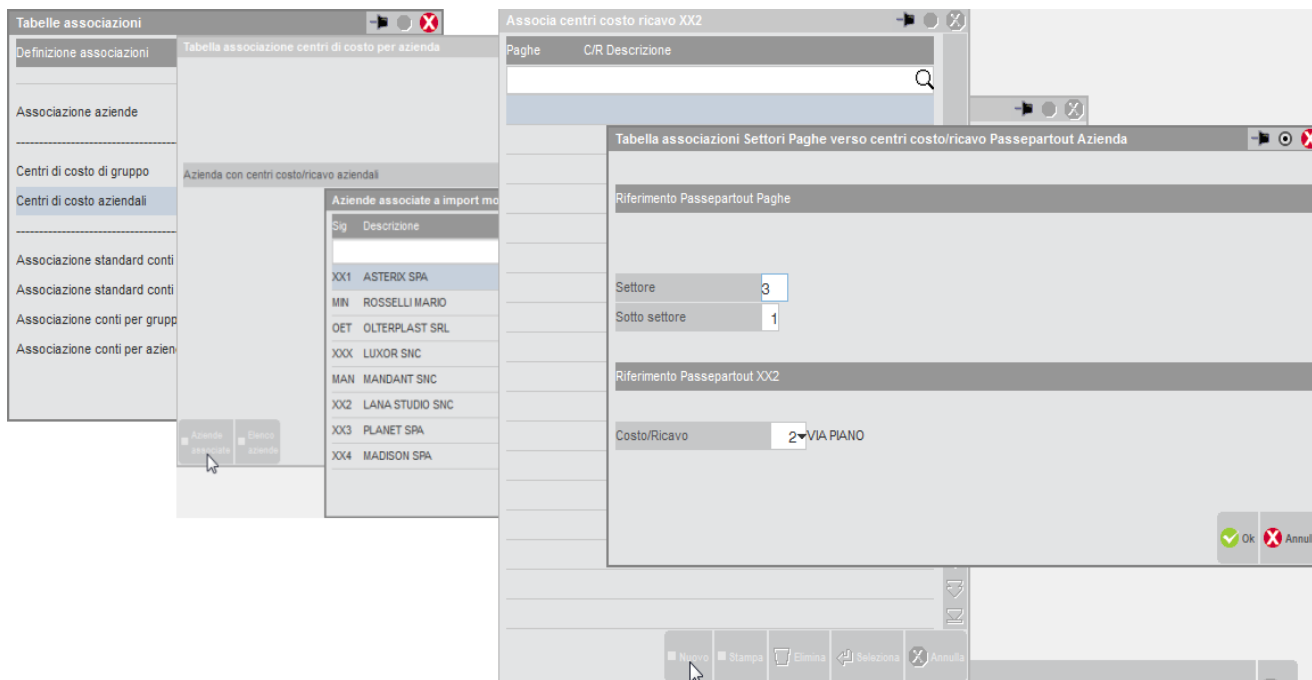 Tabelle associazioni
Definizione associazioni
Associazione aziende
Centri di costo di gruppo
Centri di costo aziendali
Associazione standard conti
Associazione standard conti
Associazione conti per grupp
Associazione conti per azien
Tabella associazione centri di costo per azienda
Azienda con centri costo/ricavo aziendali
Aziende associate
Elenco aziende
Aziende associate a import mo
Sig Descrizione
XX1 ASTERIX SPA
MIN ROSSELLI MARIO
OET OLTERPLAST SRL
XXX LUXOR SNC
MAN MANDANT SNC
XX2 LANA STUDIO SNC
XX3 PLANET SPA
XX4 MADISON SPA
Associa centri costo ricavo XX2
Paghe C/R Descrizione
Nuovo Stampa Elimina Seleziona Annulla
Tabella associazioni Settori Paghe verso centri costo/ricavo Passepartout Azienda
Riferimento Passepartout Paghe
Settore 3
Sotto settore 1
Riferimento Passepartout XX2
Costo/Ricavo 2 VIA PIANO
Ok Annul